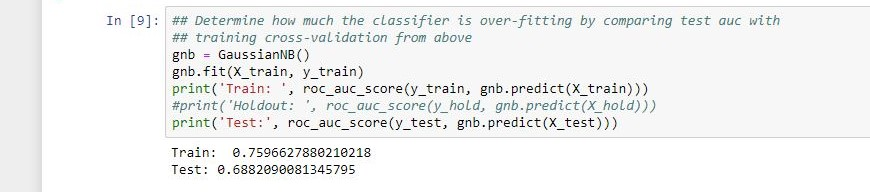 In [9]: ## Determine how much the classifier is over-fitting by comparing test auc with
## training cross-validation from above
gnb = GaussianNB()
gnb.fit(X_train, y_train)
print('Train: ', roc_auc_score(y_train, gnb.predict(X_train)))
#print('Holdout: ', roc_auc_score(y_hold, gnb.predict(X_hold)))
print('Test:', roc_auc_score(y_test, gnb.predict(X_test)))
Train:  0.7596627880210218
Test: 0.6882090081345795